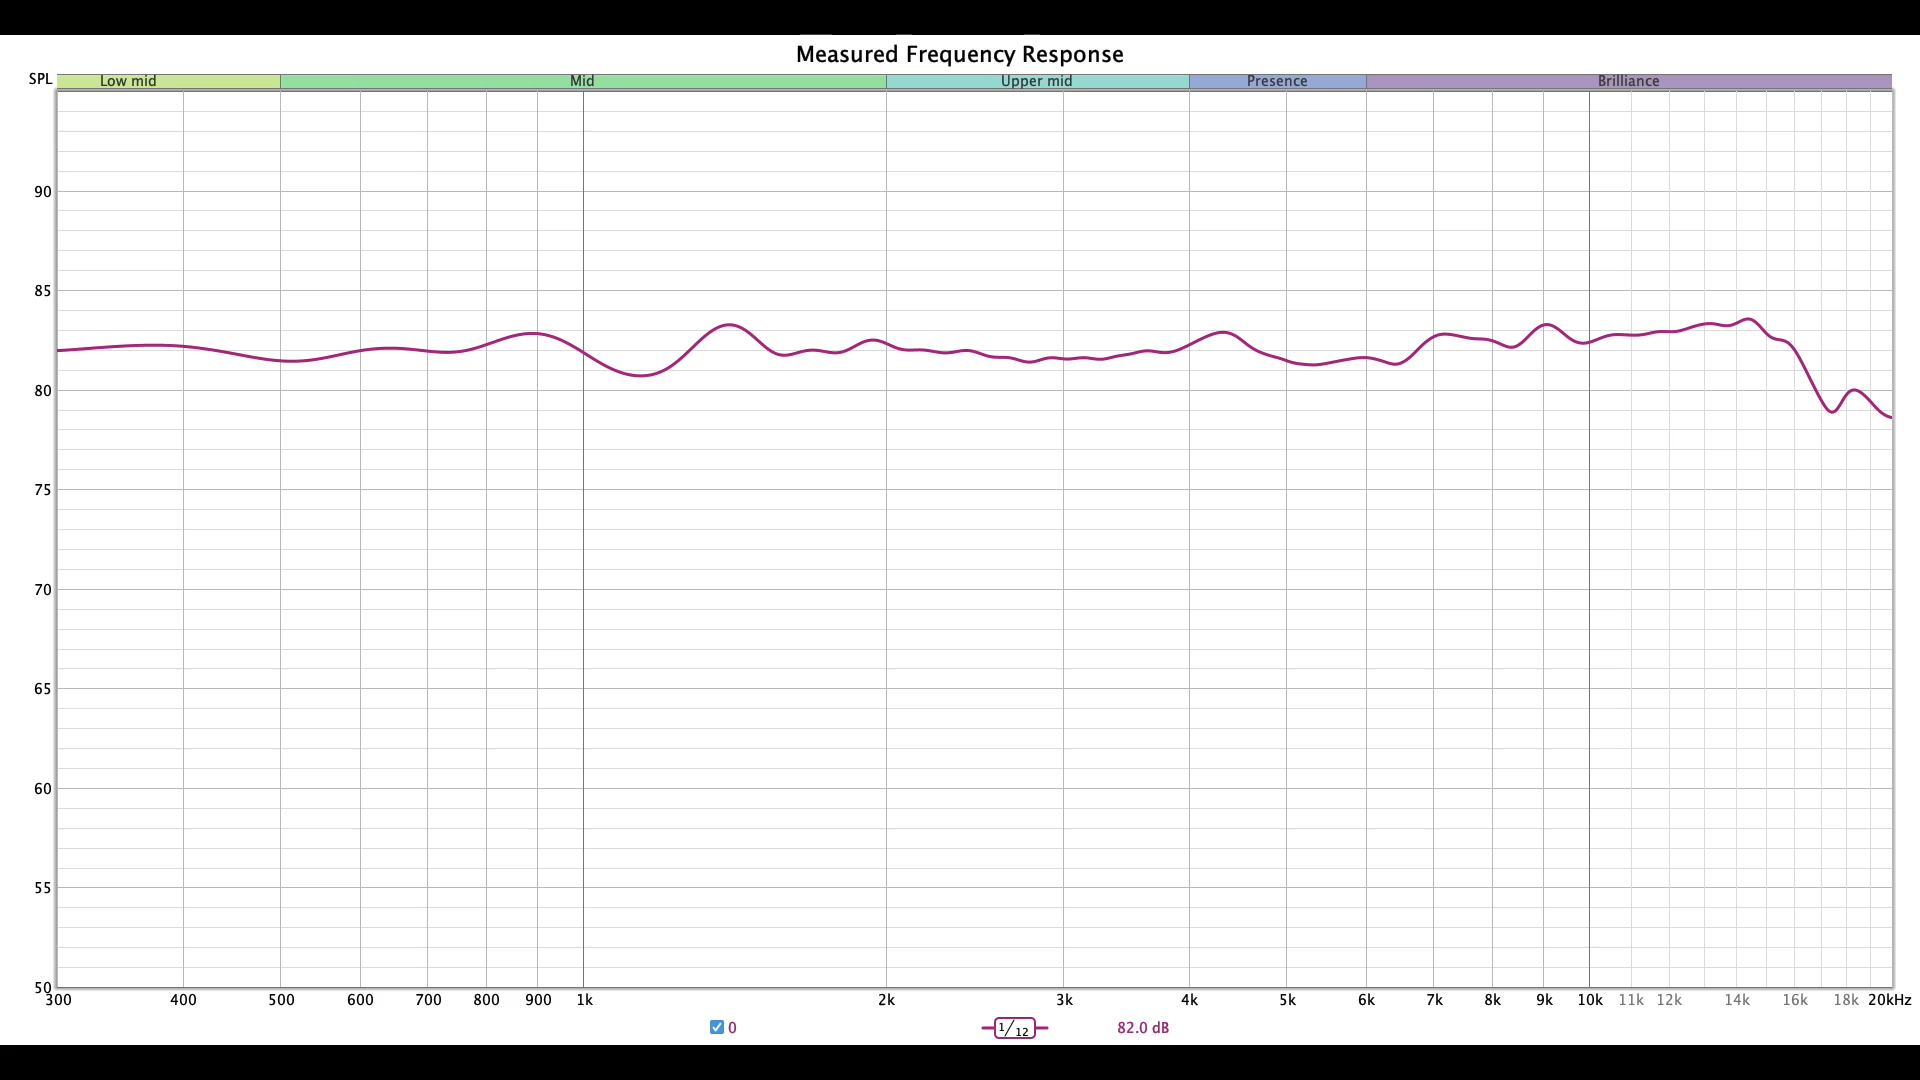 Measured Frequency Response
SPL Low mid Mid Upper mid Presence Brilliance
90
85
80
75
70
65
60
55
50
300 400 500 600 700 800 900 1k 2k 3k 4k 5k 6k 7k 8k 9k 10k 11k 12k 14k 16k 18k 20kHz
0 1/12 82.0 dB